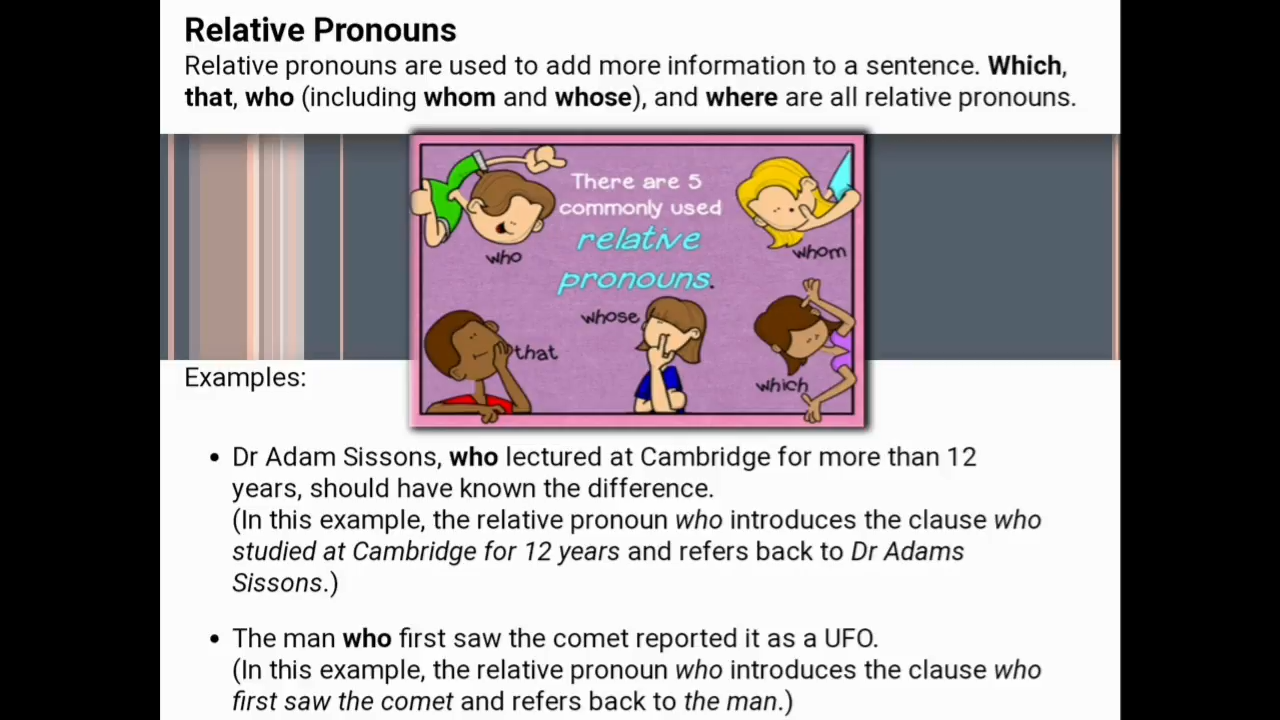 Relative Pronouns
Relative pronouns are used to add more information to a sentence. Which,
that, who (including whom and whose), and where are all relative pronouns.
There are 5
commonly used
relative
pronouns.
who
whom
whose
that
which
Examples:
• Dr Adam Sissons, who lectured at Cambridge for more than 12
years, should have known the difference.
(In this example, the relative pronoun who introduces the clause who
studied at Cambridge for 12 years and refers back to Dr Adams
Sissons.)
• The man who first saw the comet reported it as a UFO.
(In this example, the relative pronoun who introduces the clause who
first saw the comet and refers back to the man.)